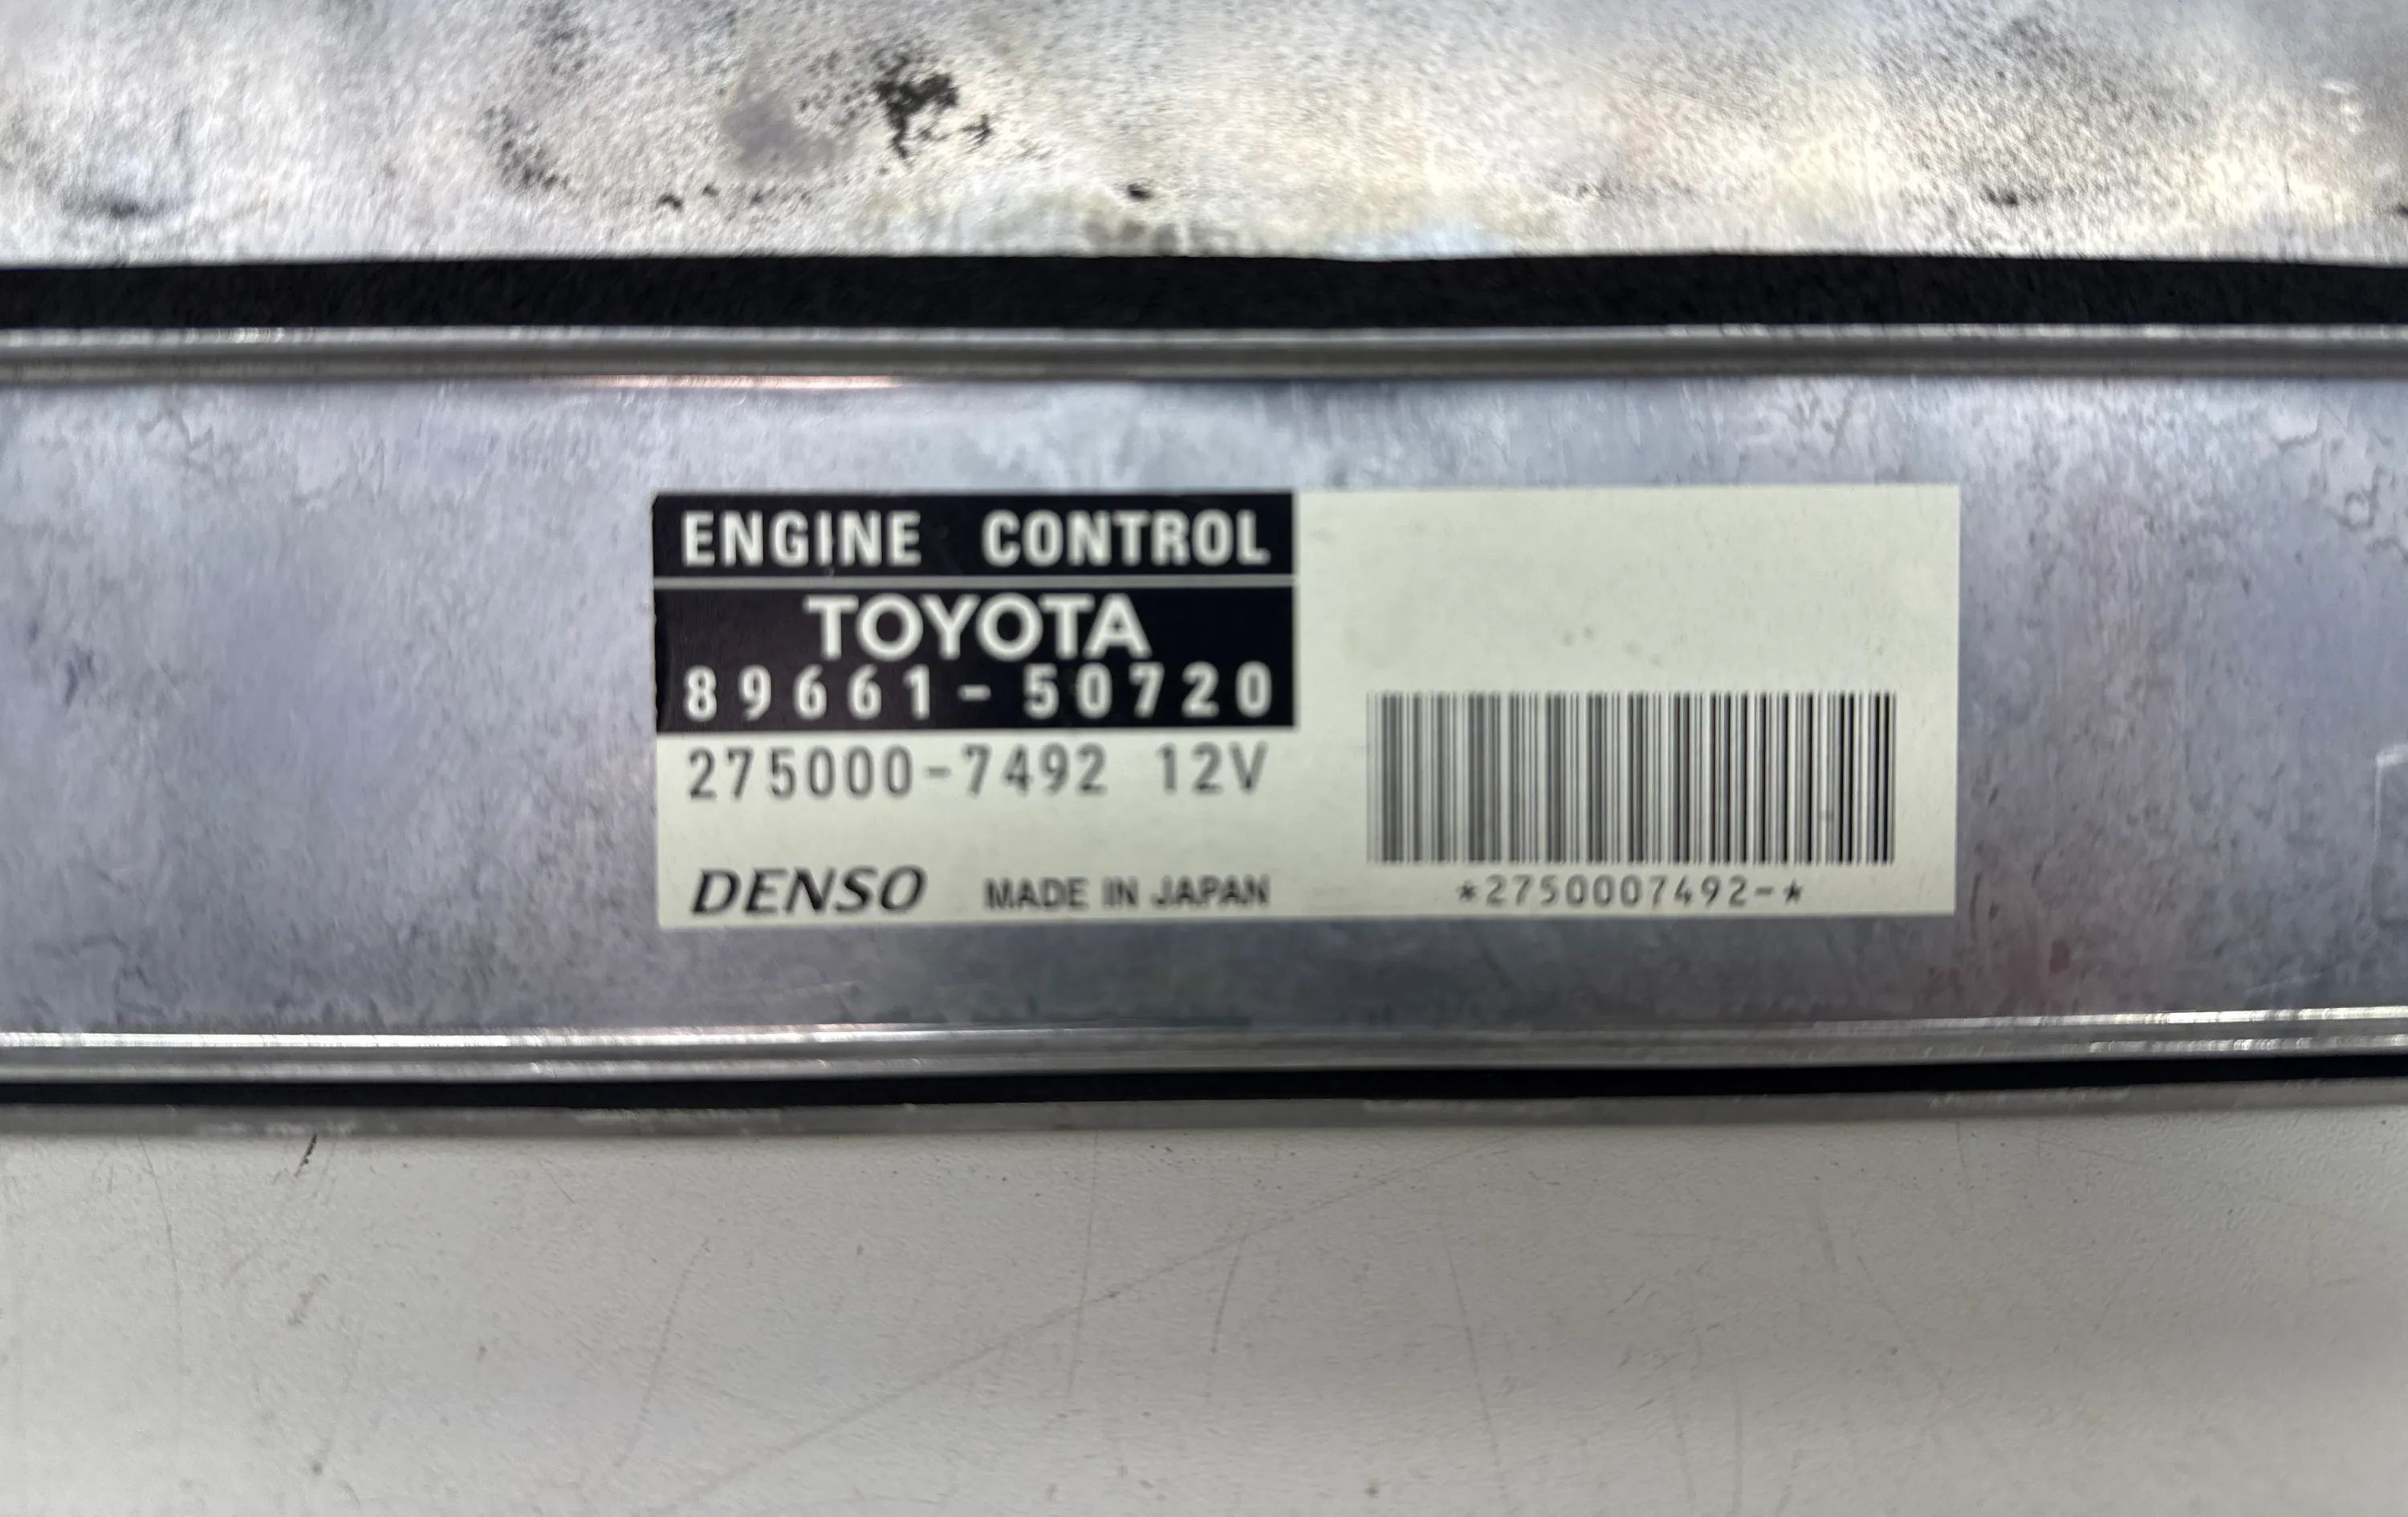 ENGINE CONTROL
TOYOTA
89661-50720
275000-7492 12V
DENSO MADE IN JAPAN
*2750007492-*